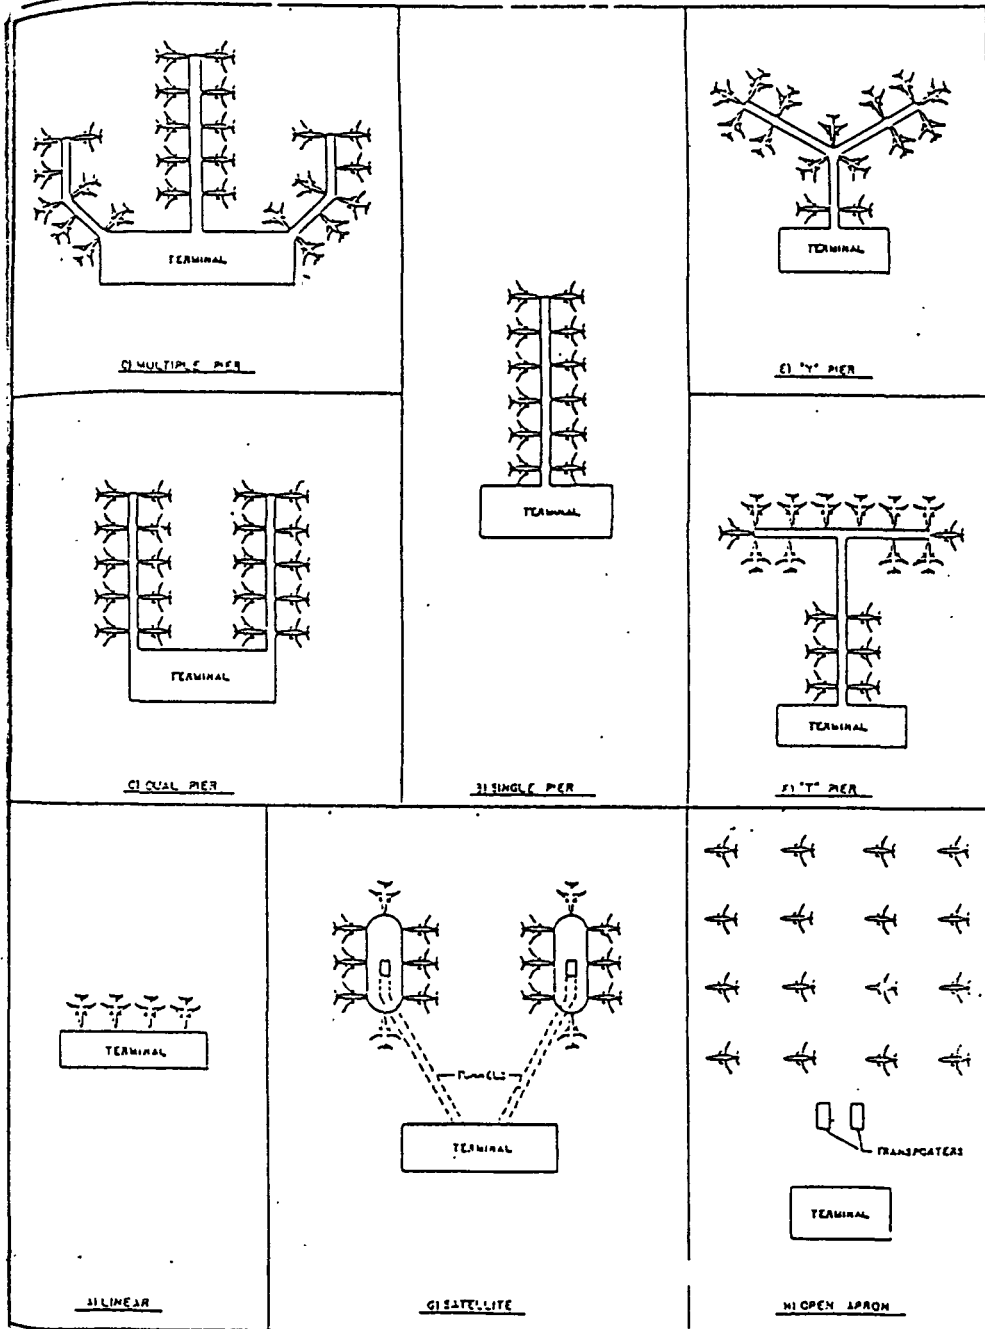 TERMINAL
C) MULTIPLE PIER
TERMINAL
B) SINGLE PIER
TERMINAL
E) "Y" PIER
TERMINAL
C) DUAL PIER
TERMINAL
F) "T" PIER
TERMINAL
A) LINEAR
TUNNELS
TERMINAL
G) SATELLITE
TRANSPORTERS
TERMINAL
H) OPEN APRON